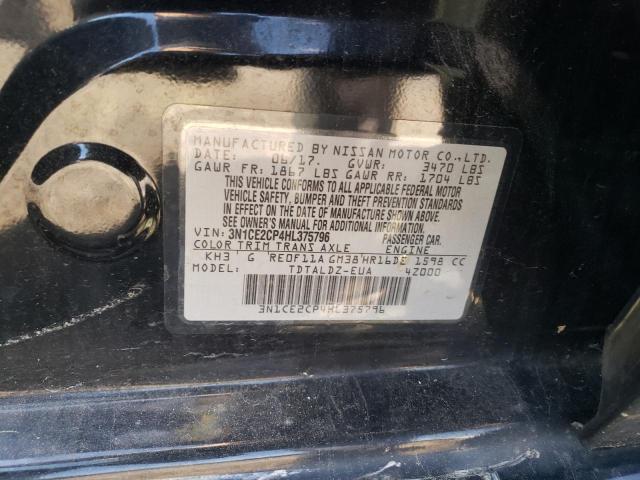 MANUFACTURED BY NISSAN MOTOR CO.,LTD.
DATE: 06/17. GVWR: 3470 LBS
GAWR FR: 1867 LBS GAWR RR: 1704 LBS
THIS VEHICLE CONFORMS TO ALL APPLICABLE FEDERAL MOTOR
VEHICLE SAFETY, BUMPER AND THEFT PREVENTION STANDARDS
IN EFFECT ON THE DATE OF MANUFACTURE SHOWN ABOVE.
SEE OWNER'S MANUAL FOR ADDITIONAL INFORMATION.
VIN: 3N1CE2CP4HL375796 PASSENGER CAR.
COLOR TRIM TRANS AXLE ENGINE
KH3 G RE0F11A GM38 HR16DE 1598 CC
MODEL: TDTALDZ-EUA 42000
3N1CE2CP4HL375796